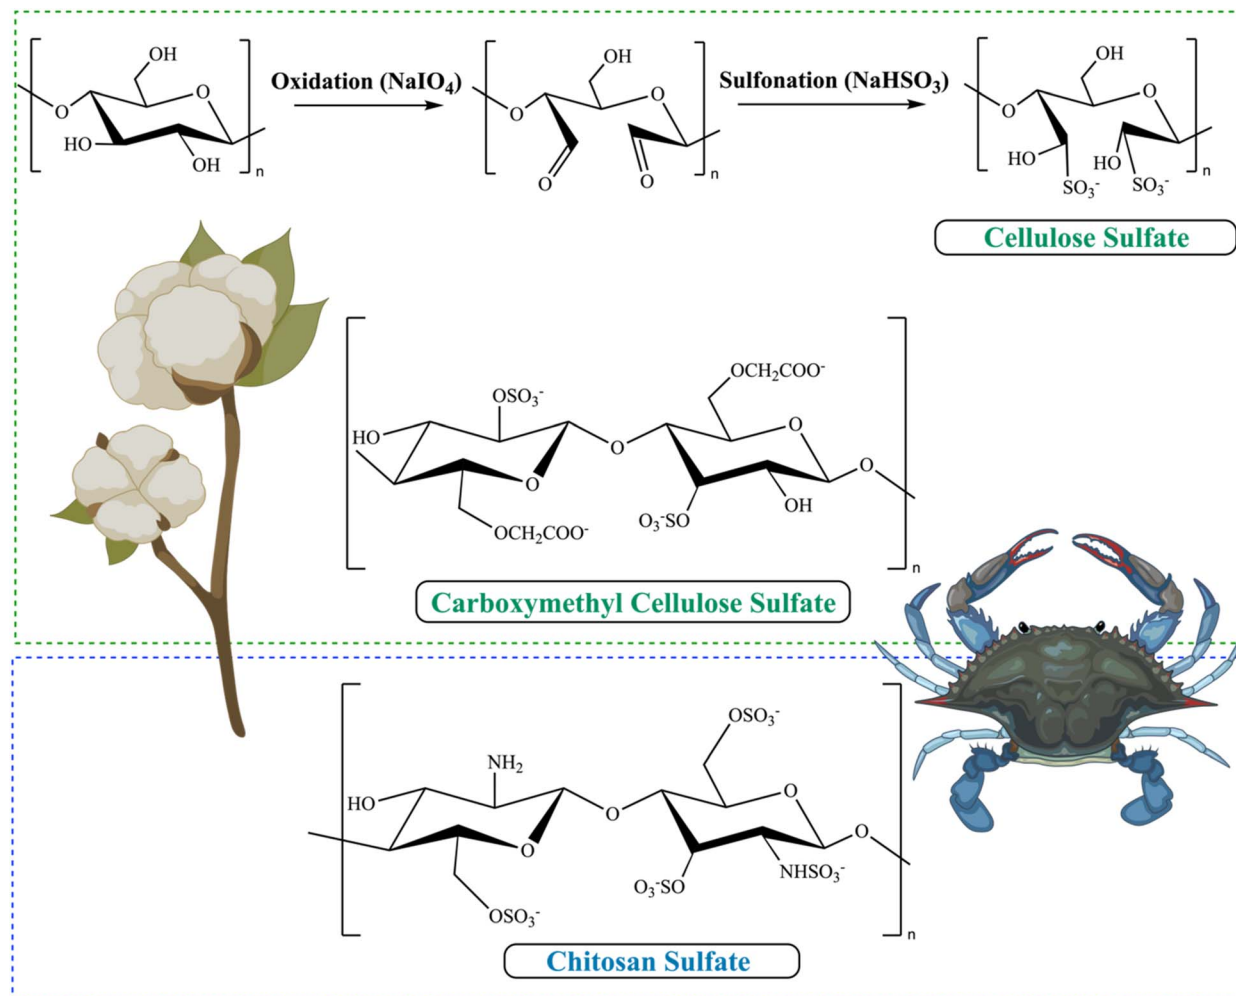 OH
O
O
HO
OH
n
Oxidation (NaIO₄)
OH
O
O
O
O
n
Sulfonation (NaHSO₃)
OH
O
O
HO
HO
SO₃⁻
SO₃⁻
n
Cellulose Sulfate
OSO₃⁻
HO
O
OCH₂COO⁻
O
OCH₂COO⁻
O
O
O₃⁻SO
OH
n
Carboxymethyl Cellulose Sulfate
NH₂
HO
O
OSO₃⁻
O
OSO₃⁻
O
O
O₃⁻SO
NHSO₃⁻
n
Chitosan Sulfate